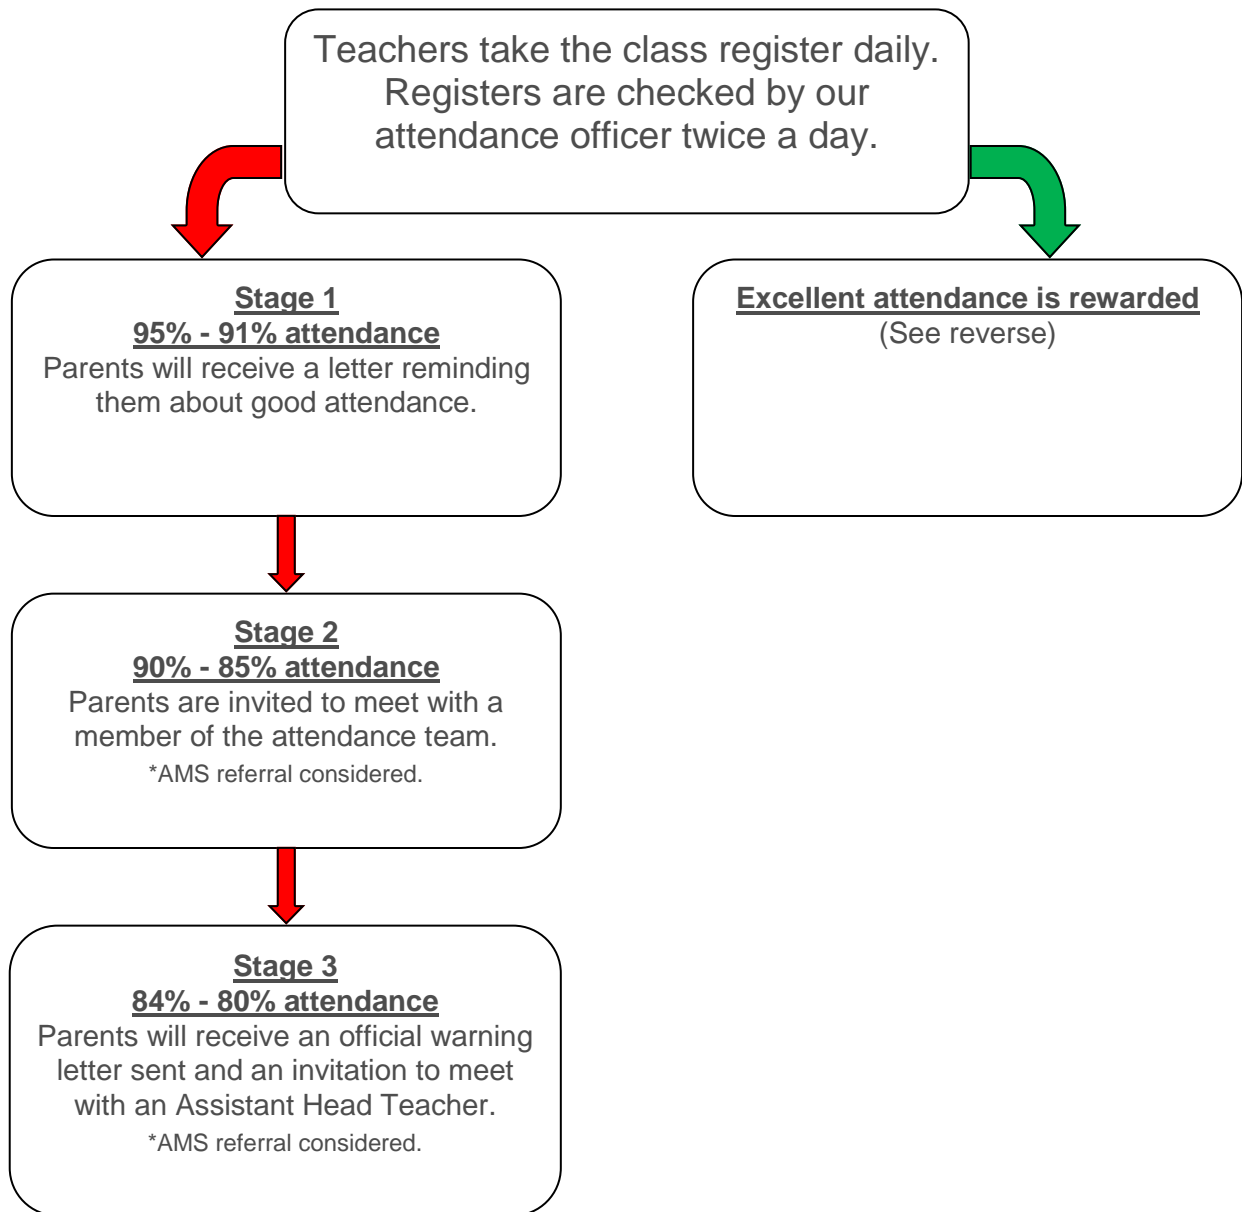 Teachers take the class register daily.
Registers are checked by our
attendance officer twice a day.
Stage 1
95% - 91% attendance
Parents will receive a letter reminding
them about good attendance.
Excellent attendance is rewarded
(See reverse)
Stage 2
90% - 85% attendance
Parents are invited to meet with a
member of the attendance team.
*AMS referral considered.
Stage 3
84% - 80% attendance
Parents will receive an official warning
letter sent and an invitation to meet
with an Assistant Head Teacher.
*AMS referral considered.